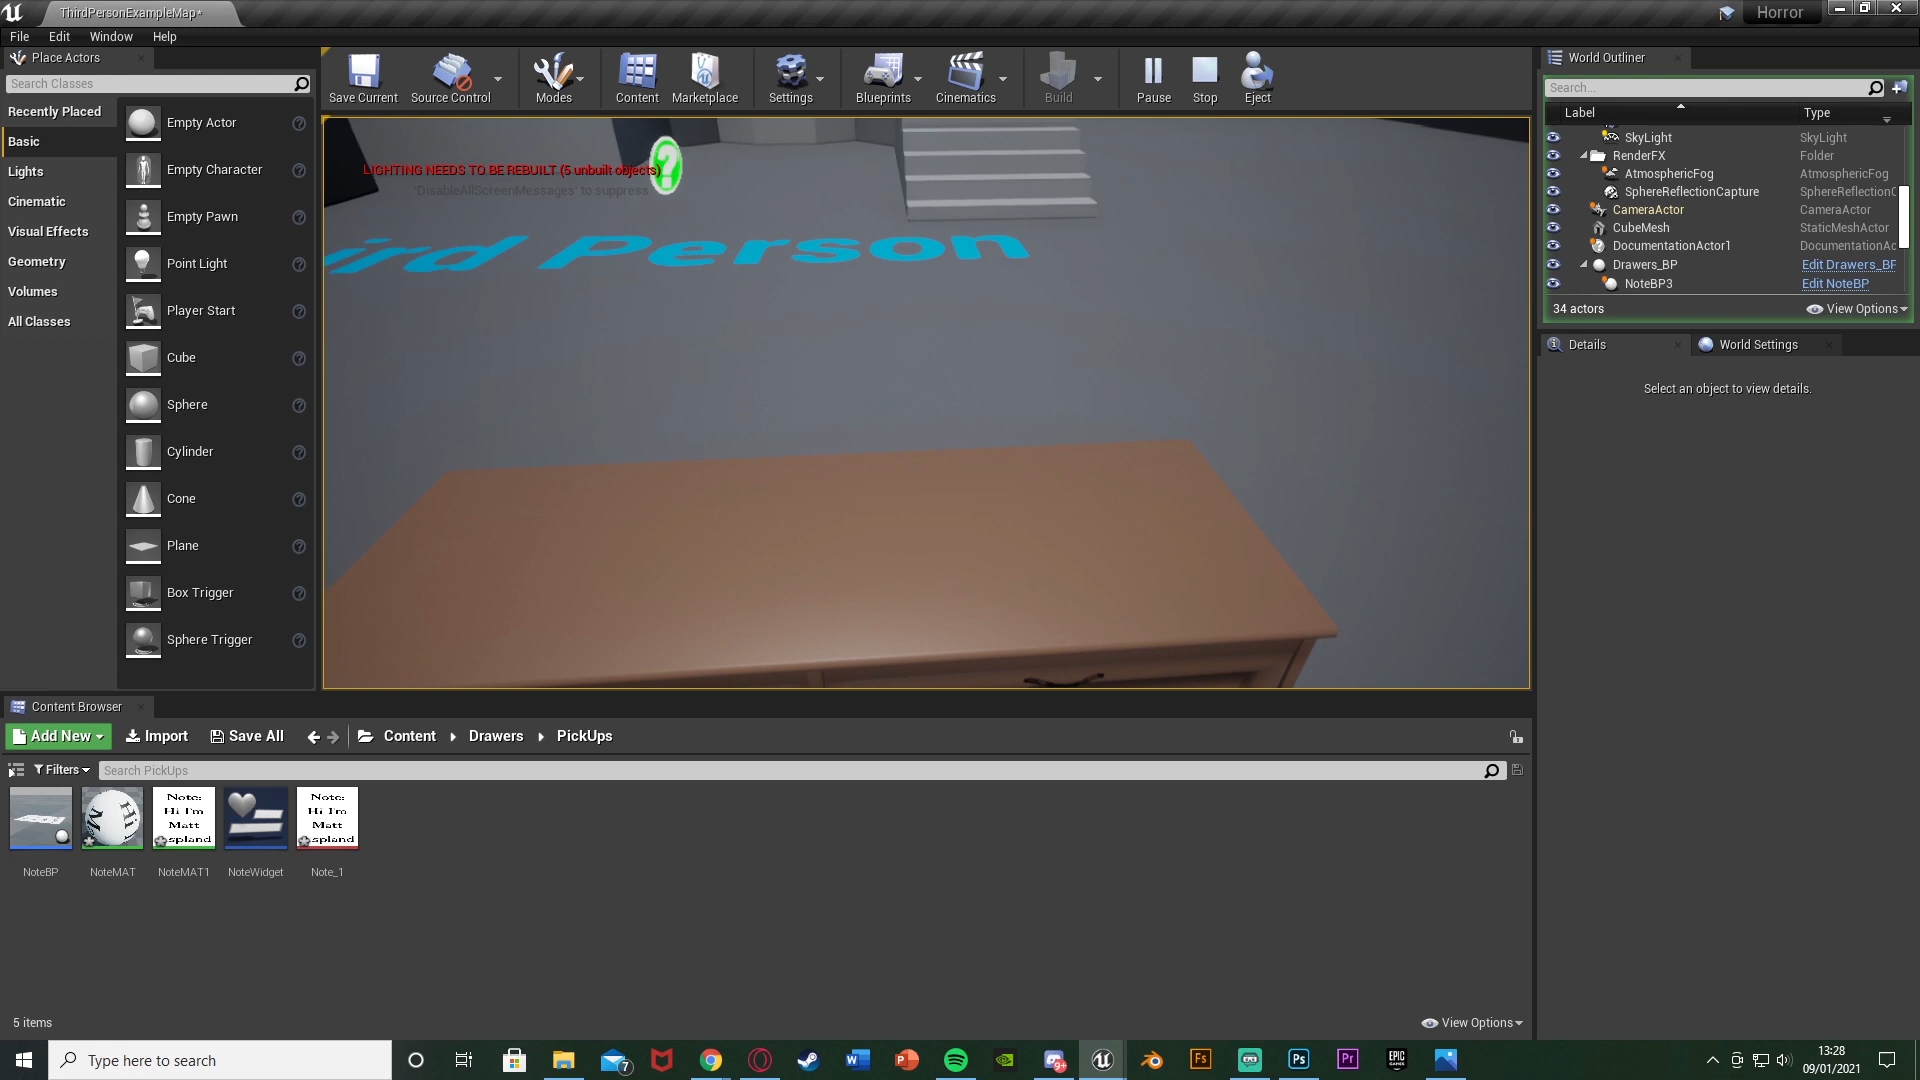 ThirdPersonExampleMap*
Horror
File Edit Window Help
Place Actors
Search Classes
Recently Placed
Basic
Lights
Cinematic
Visual Effects
Geometry
Volumes
All Classes
Empty Actor
Empty Character
Empty Pawn
Point Light
Player Start
Cube
Sphere
Cylinder
Cone
Plane
Box Trigger
Sphere Trigger
Save Current
Source Control
Modes
Content
Marketplace
Settings
Blueprints
Cinematics
Build
Pause
Stop
Eject
LIGHTING NEEDS TO BE REBUILT (5 unbuilt objects)
'DisableAllScreenMessages' to suppress
ird Person
World Outliner
Search...
Label Type
SkyLight SkyLight
RenderFX Folder
AtmosphericFog AtmosphericFog
SphereReflectionCapture SphereReflectionC
CameraActor CameraActor
CubeMesh StaticMeshActor
DocumentationActor1 DocumentationAc
Drawers_BP Edit Drawers_BP
NoteBP3 Edit NoteBP
34 actors View Options
Details World Settings
Select an object to view details.
Content Browser
Add New Import Save All Content Drawers PickUps
Filters Search PickUps
Note:
Hi I'm
Matt
spland
Note:
Hi I'm
Matt
spland
NoteBP NoteMAT NoteMAT1 NoteWidget Note_1
5 items View Options
Type here to search
7
9+
Fs
Ps
Pr
EPIC
GAMES
13:28
09/01/2021